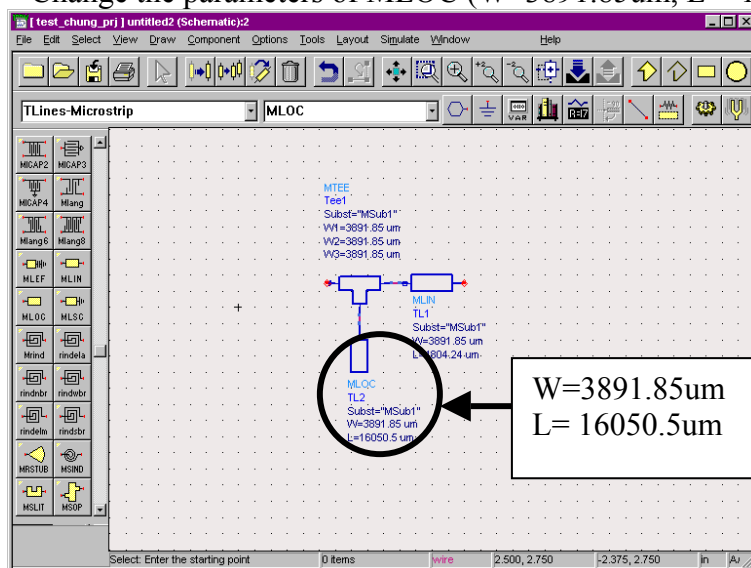 [ test_chung_prj ] untitled2 (Schematic):2
File Edit Select View Draw Component Options Tools Layout Simulate Window Help
TLines-Microstrip MLOC
VAR
MICAP2 MICAP3
MICAP4 Mlang
Mlang6 Mlang8
MLEF MLIN
MLOC MLSC
Mrind rindela
rindnbr rindwbr
rindelm rindsbr
MRSTUB MSIND
MSLIT MSOP
MTEE
Tee1
Subst="MSub1"
W1=3891.85 um
W2=3891.85 um
W3=3891.85 um
MLIN
TL1
Subst="MSub1"
W=3891.85 um
L=4804.24 um
MLOC
TL2
Subst="MSub1"
W=3891.85 um
L=16050.5 um
W=3891.85um
L= 16050.5um
Select: Enter the starting point 0 items wire 2.500, 2.750 -2.375, 2.750 in